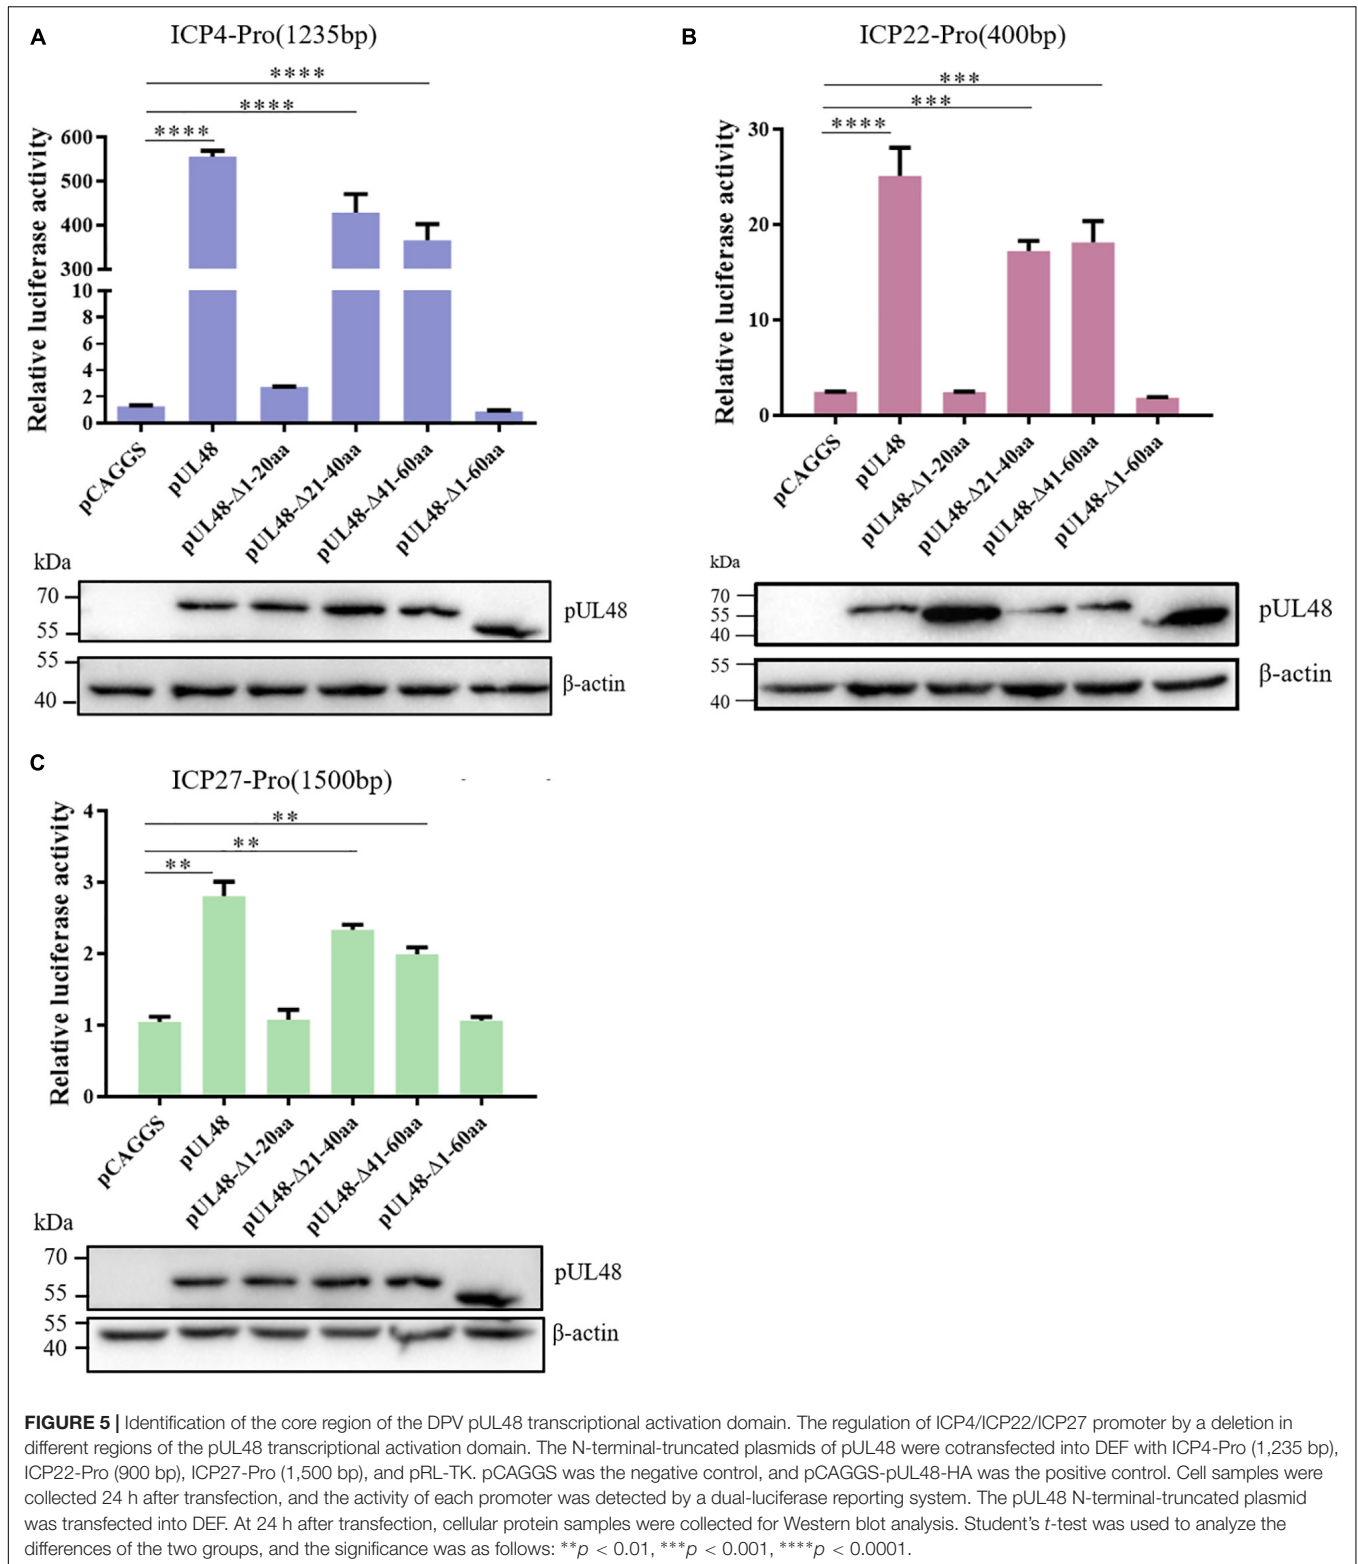 A
ICP4-Pro(1235bp)
****
****
****
Relative luciferase activity
600
500
400
300
10
8
6
4
2
0
pCAGGS
pUL48
pUL48-Δ1-20aa
pUL48-Δ21-40aa
pUL48-Δ41-60aa
pUL48-Δ1-60aa
kDa
70
55
pUL48
55
40
β-actin
B
ICP22-Pro(400bp)
***
***
****
Relative luciferase activity
30
20
10
0
pCAGGS
pUL48
pUL48-Δ1-20aa
pUL48-Δ21-40aa
pUL48-Δ41-60aa
pUL48-Δ1-60aa
kDa
70
55
40
pUL48
55
40
β-actin
C
ICP27-Pro(1500bp)
**
**
**
Relative luciferase activity
4
3
2
1
0
pCAGGS
pUL48
pUL48-Δ1-20aa
pUL48-Δ21-40aa
pUL48-Δ41-60aa
pUL48-Δ1-60aa
kDa
70
55
pUL48
55
40
β-actin
FIGURE 5 | Identification of the core region of the DPV pUL48 transcriptional activation domain. The regulation of ICP4/ICP22/ICP27 promoter by a deletion in
different regions of the pUL48 transcriptional activation domain. The N-terminal-truncated plasmids of pUL48 were cotransfected into DEF with ICP4-Pro (1,235 bp),
ICP22-Pro (900 bp), ICP27-Pro (1,500 bp), and pRL-TK. pCAGGS was the negative control, and pCAGGS-pUL48-HA was the positive control. Cell samples were
collected 24 h after transfection, and the activity of each promoter was detected by a dual-luciferase reporting system. The pUL48 N-terminal-truncated plasmid
was transfected into DEF. At 24 h after transfection, cellular protein samples were collected for Western blot analysis. Student's t-test was used to analyze the
differences of the two groups, and the significance was as follows: **p < 0.01, ***p < 0.001, ****p < 0.0001.